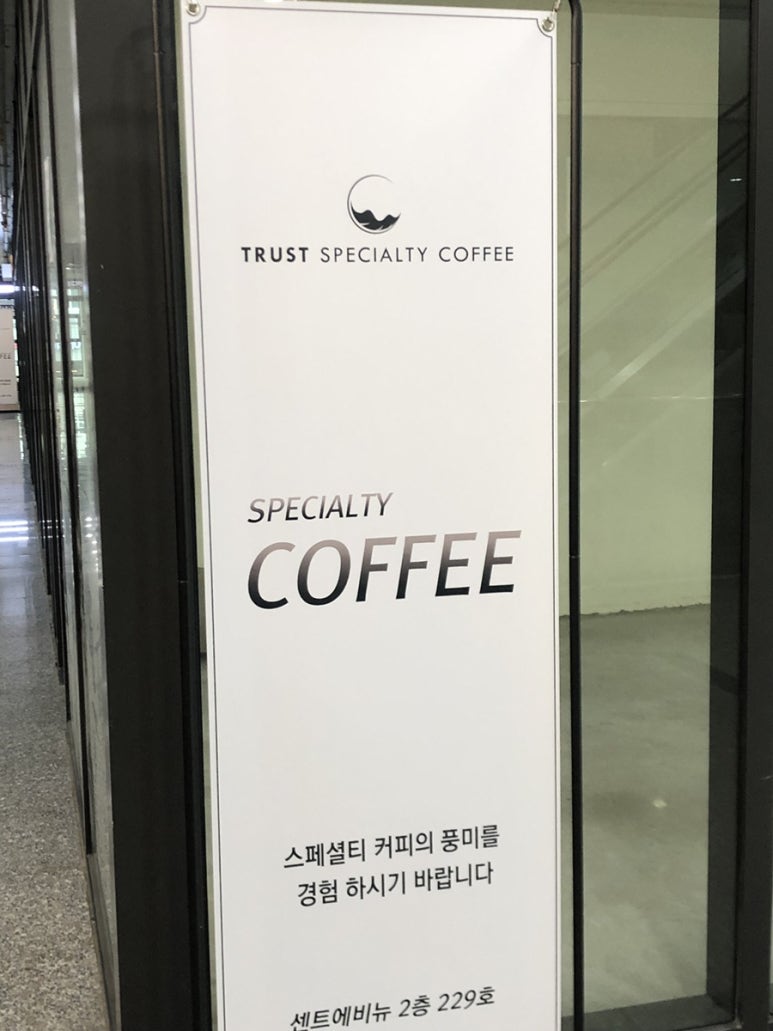 TRUST SPECIALTY COFFEE
SPECIALTY
COFFEE
스페셜티 커피의 풍미를
경험 하시기 바랍니다
센트에비뉴 2층 229호